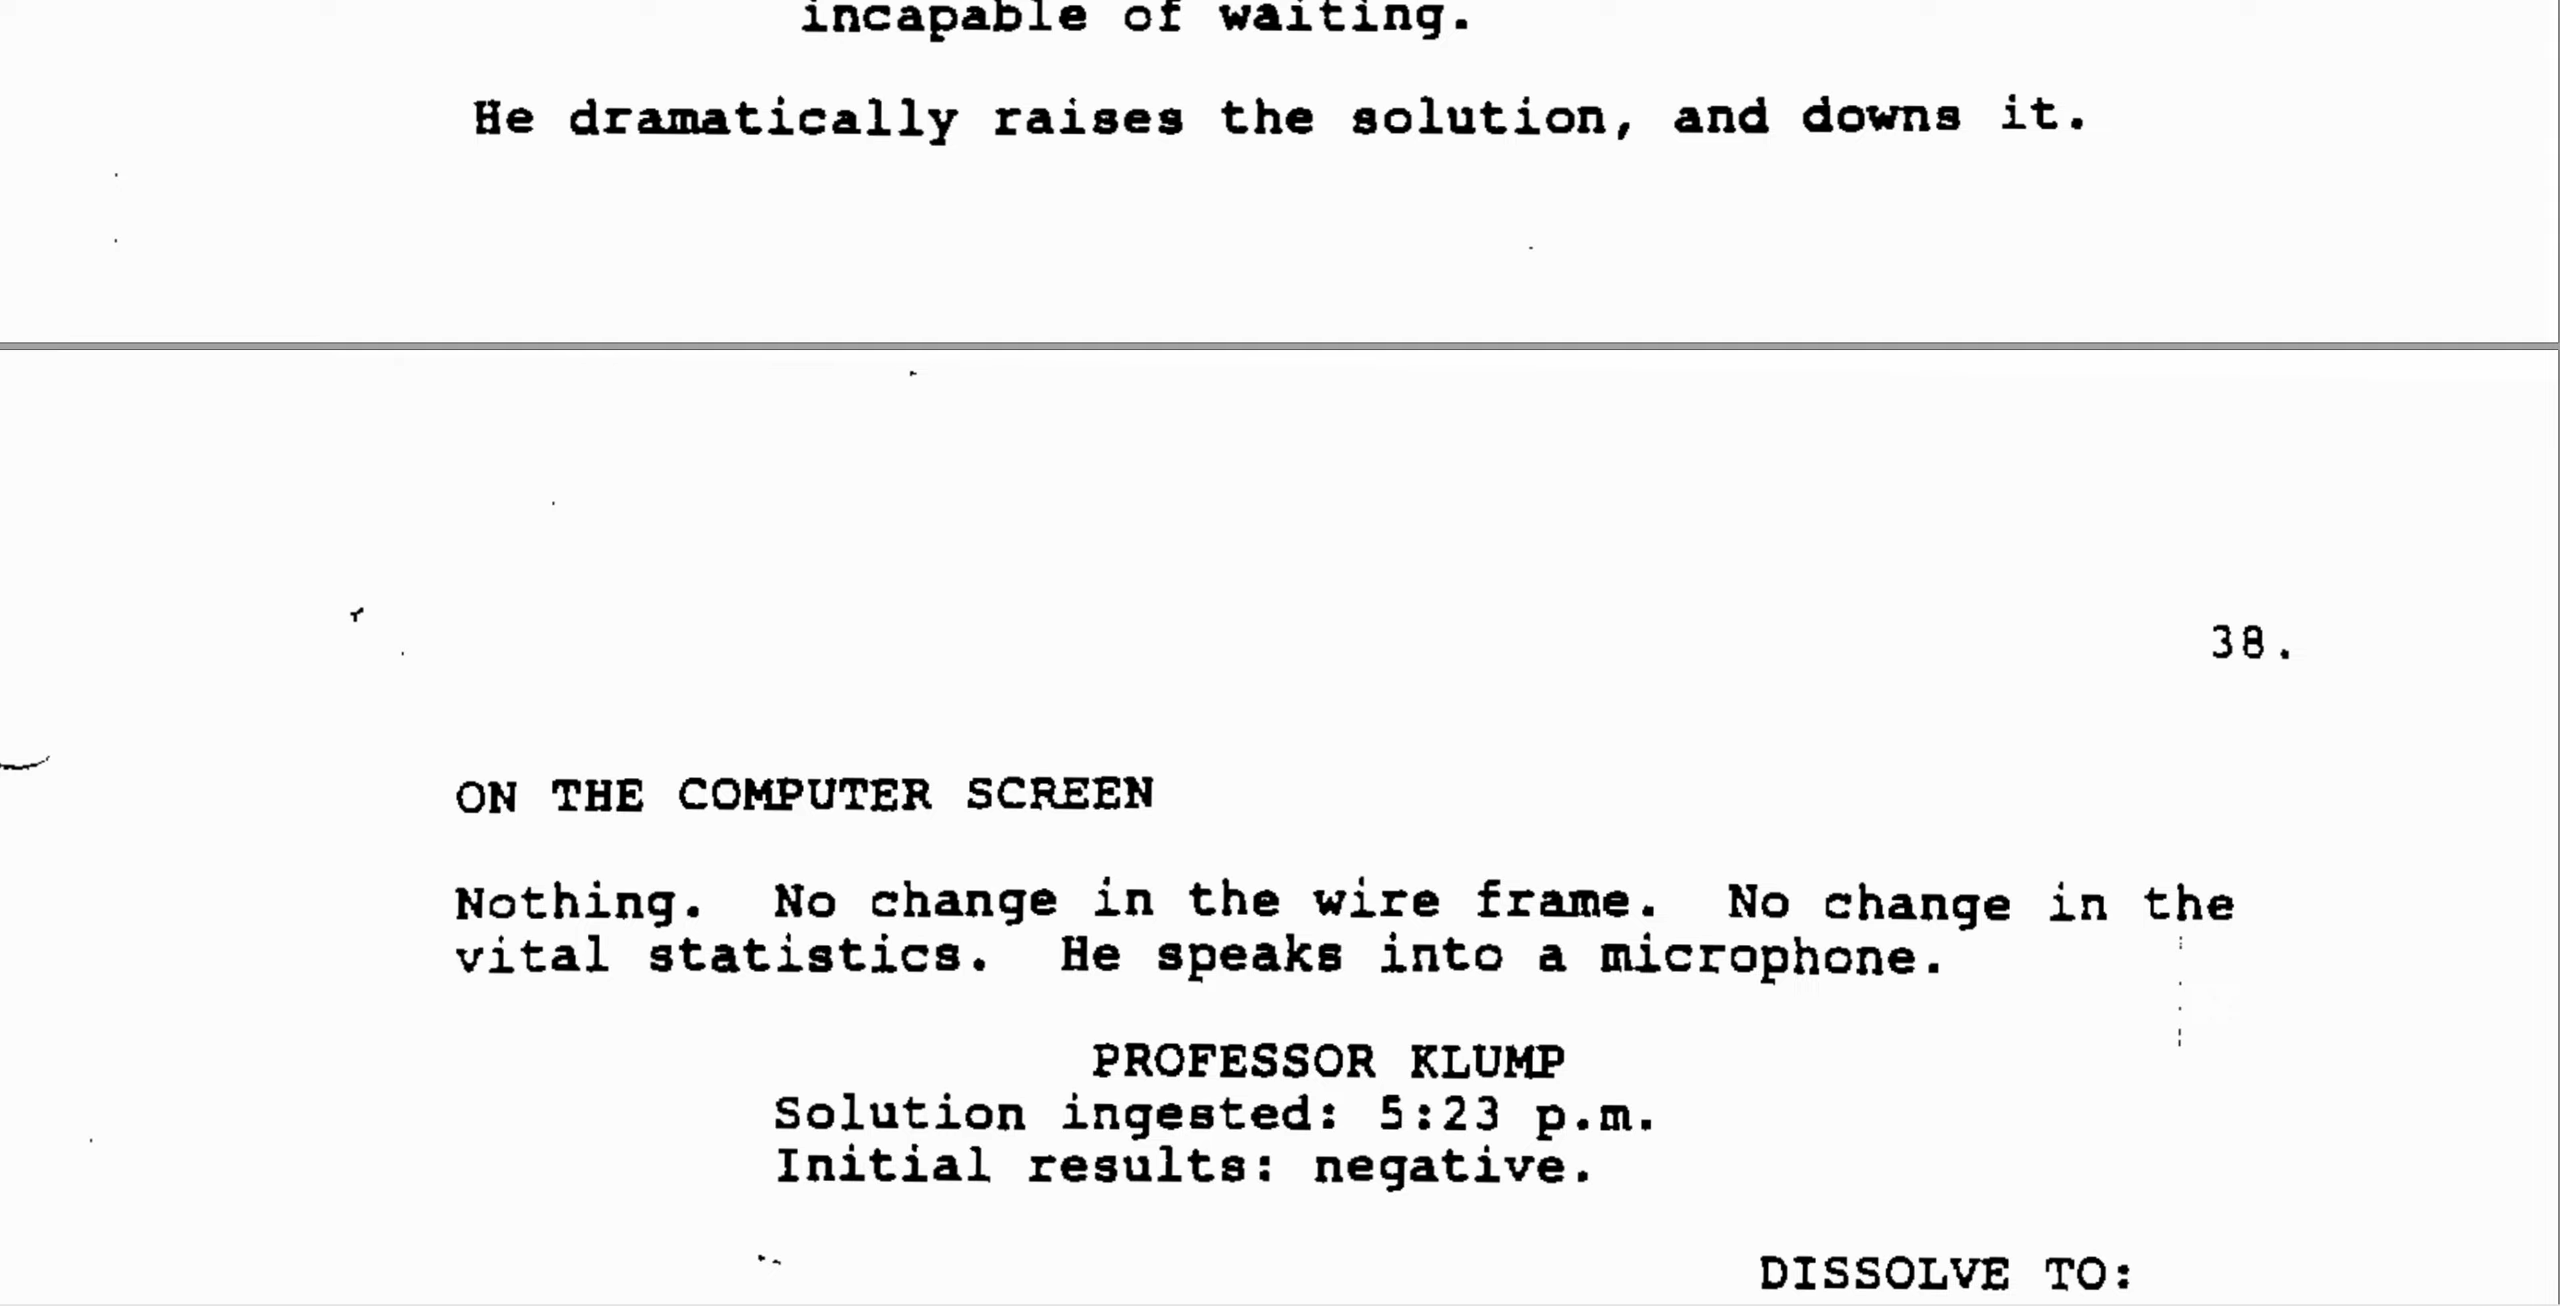 incapable of waiting.
He dramatically raises the solution, and downs it.
38.
ON THE COMPUTER SCREEN
Nothing.  No change in the wire frame.  No change in the
vital statistics.  He speaks into a microphone.
PROFESSOR KLUMP
Solution ingested: 5:23 p.m.
Initial results: negative.
DISSOLVE TO: